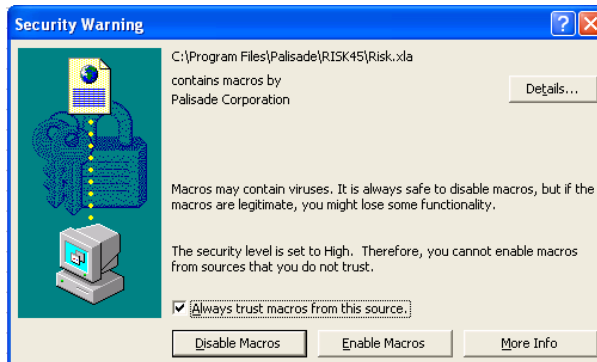 Security Warning
C:\Program Files\Palisade\RISK45\Risk.xla
contains macros by
Palisade Corporation
Details...
Macros may contain viruses. It is always safe to disable macros, but if the
macros are legitimate, you might lose some functionality.
The security level is set to High. Therefore, you cannot enable macros
from sources that you do not trust.
Always trust macros from this source.
Disable Macros Enable Macros More Info